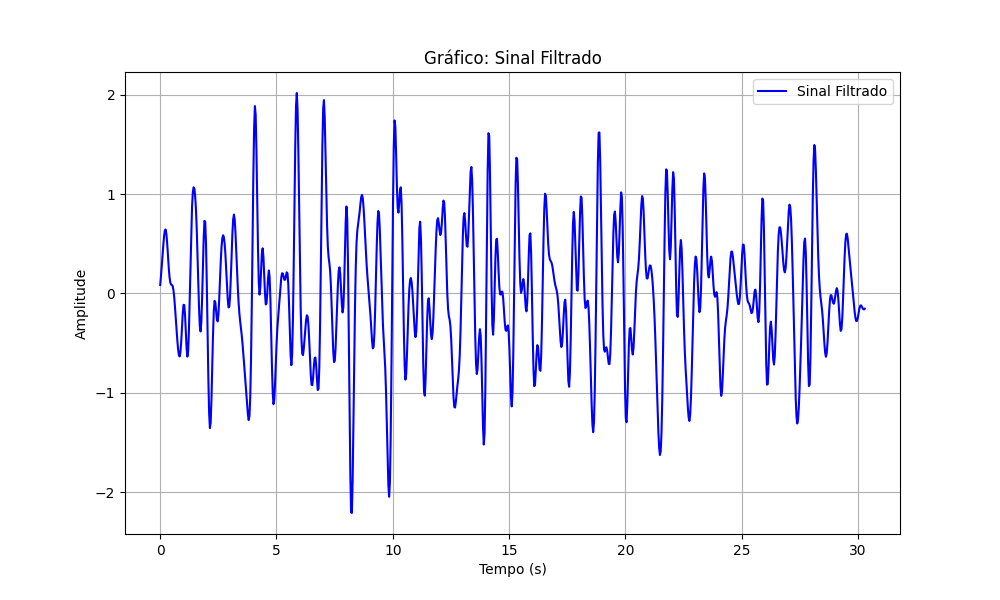 Gráfico: Sinal Filtrado
Sinal Filtrado
Amplitude
2
1
0
−1
−2
0 5 10 15 20 25 30
Tempo (s)